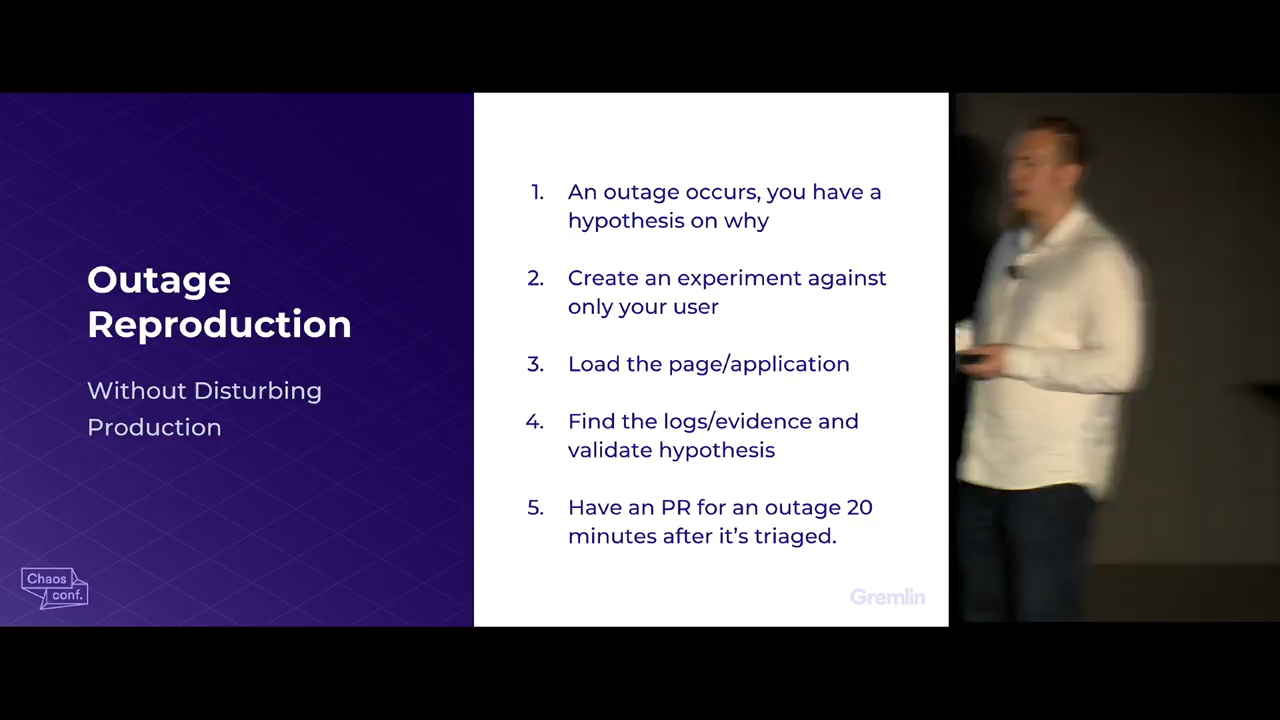 Outage
Reproduction
Without Disturbing
Production
Chaos
conf.
1. An outage occurs, you have a
hypothesis on why
2. Create an experiment against
only your user
3. Load the page/application
4. Find the logs/evidence and
validate hypothesis
5. Have an PR for an outage 20
minutes after it’s triaged.
Gremlin